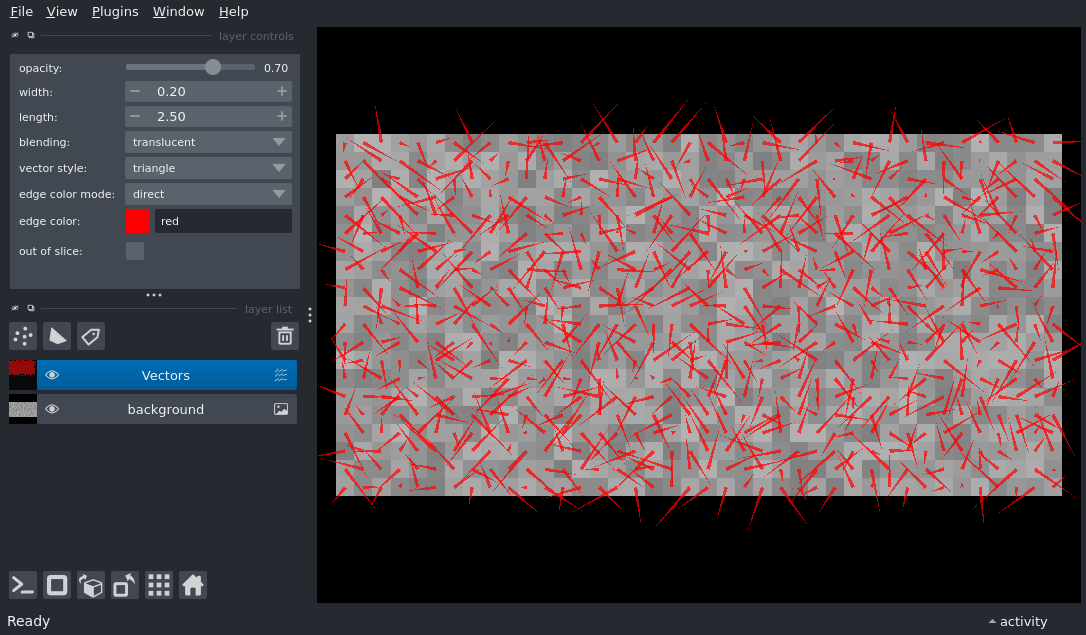 File View Plugins Window Help
layer controls
opacity: 0.70
width: − 0.20 +
length: − 2.50 +
blending: translucent
vector style: triangle
edge color mode: direct
edge color: red
out of slice:
layer list
Vectors
background
Ready
activity